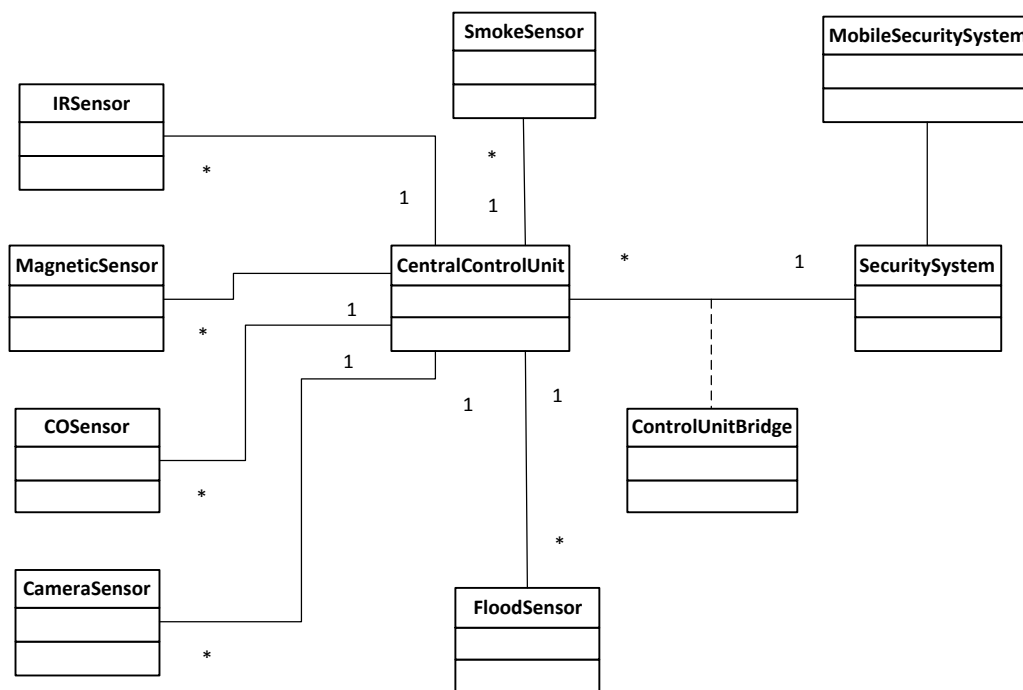 SmokeSensor
MobileSecuritySystem
IRSensor
*
*
1
1
MagneticSensor
CentralControlUnit
*
1
SecuritySystem
*
1
1
1
1
COSensor
ControlUnitBridge
*
*
CameraSensor
FloodSensor
*